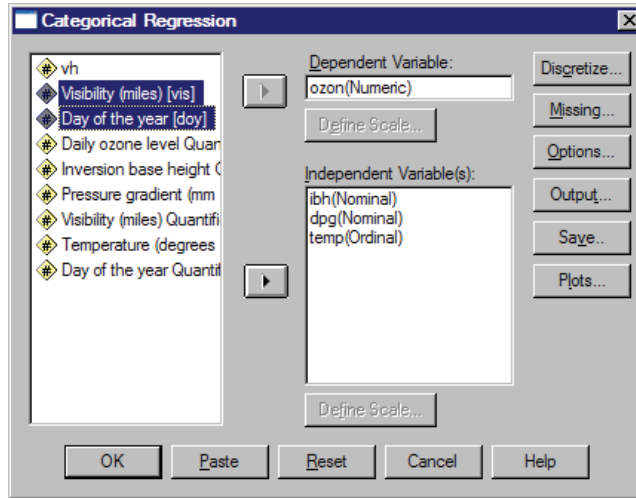 Categorical Regression
vh
Visibility (miles) [vis]
Day of the year [doy]
Daily ozone level Quan
Inversion base height (
Pressure gradient (mm
Visibility (miles) Quantifi
Temperature (degrees
Day of the year Quantif
Dependent Variable:
ozon(Numeric)
Define Scale...
Independent Variable(s):
ibh(Nominal)
dpg(Nominal)
temp(Ordinal)
Define Scale...
Discretize...
Missing...
Options...
Output...
Save..
Plots...
OK
Paste
Reset
Cancel
Help